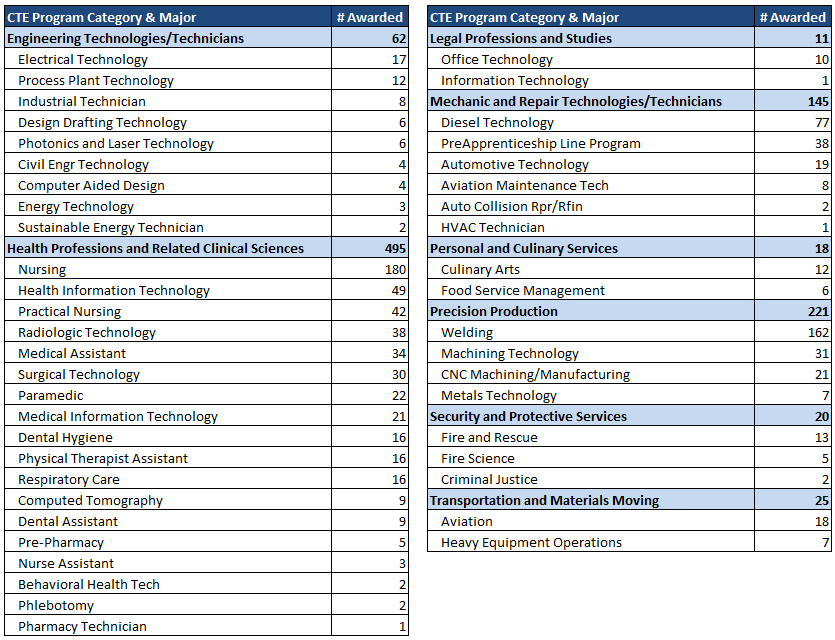 CTE Program Category & Major # Awarded
Engineering Technologies/Technicians 62
Electrical Technology 17
Process Plant Technology 12
Industrial Technician 8
Design Drafting Technology 6
Photonics and Laser Technology 6
Civil Engr Technology 4
Computer Aided Design 4
Energy Technology 3
Sustainable Energy Technician 2
Health Professions and Related Clinical Sciences 495
Nursing 180
Health Information Technology 49
Practical Nursing 42
Radiologic Technology 38
Medical Assistant 34
Surgical Technology 30
Paramedic 22
Medical Information Technology 21
Dental Hygiene 16
Physical Therapist Assistant 16
Respiratory Care 16
Computed Tomography 9
Dental Assistant 9
Pre-Pharmacy 5
Nurse Assistant 3
Behavioral Health Tech 2
Phlebotomy 2
Pharmacy Technician 1
CTE Program Category & Major # Awarded
Legal Professions and Studies 11
Office Technology 10
Information Technology 1
Mechanic and Repair Technologies/Technicians 145
Diesel Technology 77
PreApprenticeship Line Program 38
Automotive Technology 19
Aviation Maintenance Tech 8
Auto Collision Rpr/Rfin 2
HVAC Technician 1
Personal and Culinary Services 18
Culinary Arts 12
Food Service Management 6
Precision Production 221
Welding 162
Machining Technology 31
CNC Machining/Manufacturing 21
Metals Technology 7
Security and Protective Services 20
Fire and Rescue 13
Fire Science 5
Criminal Justice 2
Transportation and Materials Moving 25
Aviation 18
Heavy Equipment Operations 7